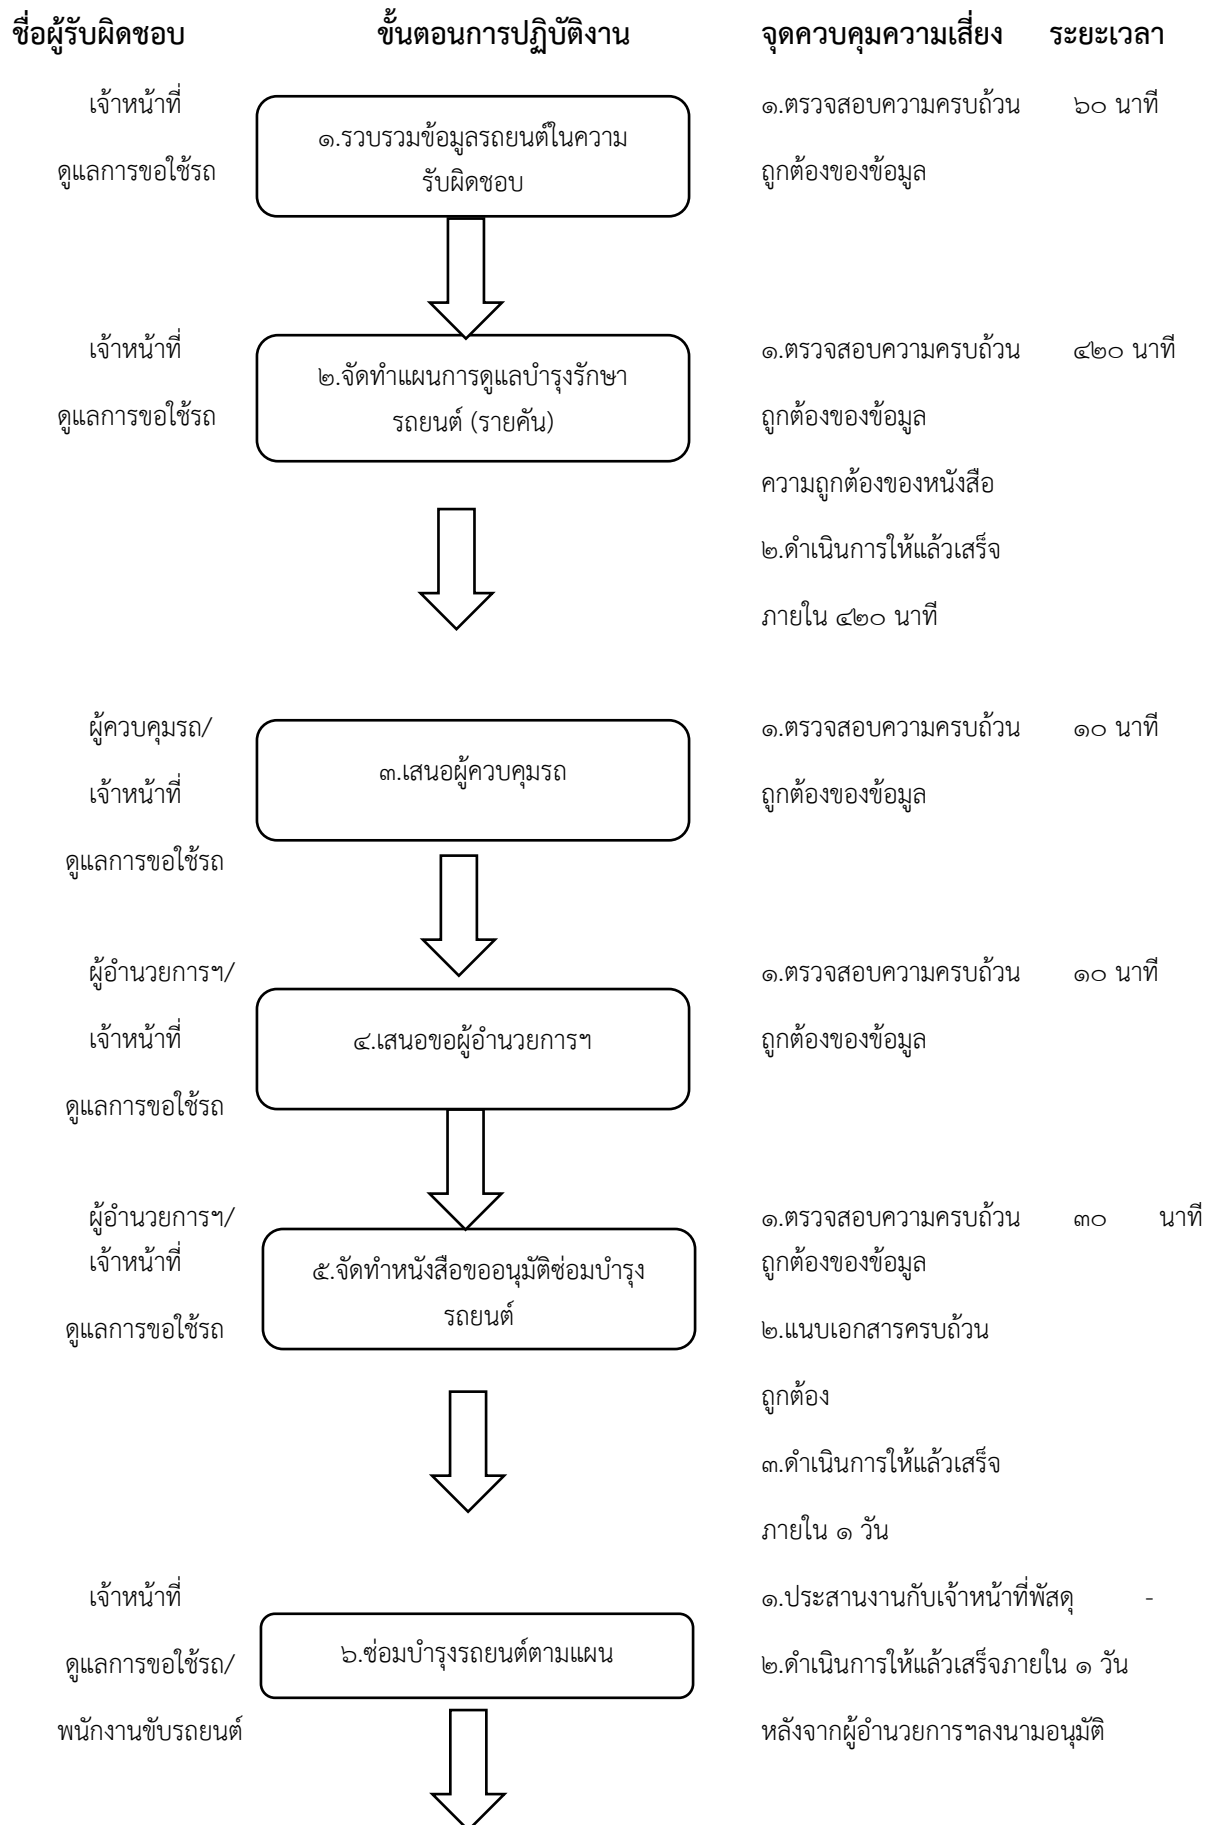 ชื่อผู้รับผิดชอบ ขั้นตอนการปฏิบัติงาน จุดควบคุมความเสี่ยง ระยะเวลา
เจ้าหน้าที่
ดูแลการขอใช้รถ
๑.รวบรวมข้อมูลรถยนต์ในความ
รับผิดชอบ
๑.ตรวจสอบความครบถ้วน
ถูกต้องของข้อมูล
๖๐ นาที
เจ้าหน้าที่
ดูแลการขอใช้รถ
๒.จัดทำแผนการดูแลบำรุงรักษา
รถยนต์ (รายคัน)
๑.ตรวจสอบความครบถ้วน
ถูกต้องของข้อมูล
ความถูกต้องของหนังสือ
๒.ดำเนินการให้แล้วเสร็จ
ภายใน ๔๒๐ นาที
๔๒๐ นาที
ผู้ควบคุมรถ/
เจ้าหน้าที่
ดูแลการขอใช้รถ
๓.เสนอผู้ควบคุมรถ
๑.ตรวจสอบความครบถ้วน
ถูกต้องของข้อมูล
๑๐ นาที
ผู้อำนวยการฯ/
เจ้าหน้าที่
ดูแลการขอใช้รถ
๔.เสนอขอผู้อำนวยการฯ
๑.ตรวจสอบความครบถ้วน
ถูกต้องของข้อมูล
๑๐ นาที
ผู้อำนวยการฯ/
เจ้าหน้าที่
ดูแลการขอใช้รถ
๕.จัดทำหนังสือขออนุมัติซ่อมบำรุง
รถยนต์
๑.ตรวจสอบความครบถ้วน
ถูกต้องของข้อมูล
๒.แนบเอกสารครบถ้วน
ถูกต้อง
๓.ดำเนินการให้แล้วเสร็จ
ภายใน ๑ วัน
๓๐ นาที
เจ้าหน้าที่
ดูแลการขอใช้รถ/
พนักงานขับรถยนต์
๖.ซ่อมบำรุงรถยนต์ตามแผน
๑.ประสานงานกับเจ้าหน้าที่พัสดุ
๒.ดำเนินการให้แล้วเสร็จภายใน ๑ วัน
หลังจากผู้อำนวยการฯลงนามอนุมัติ
-